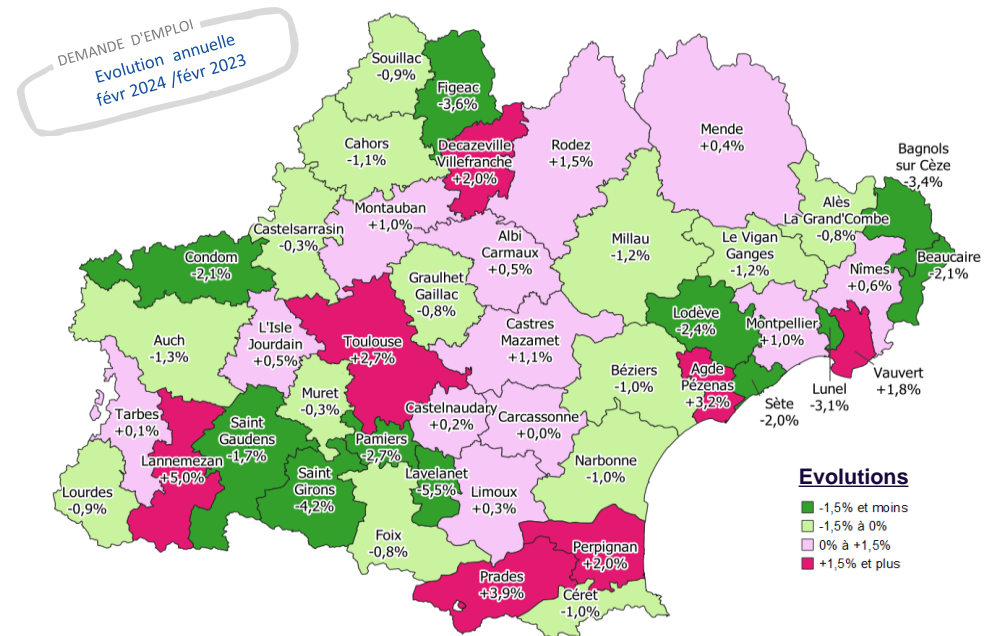 DEMANDE D'EMPLOI
Evolution annuelle
févr 2024 /févr 2023
Souillac
-0,9%
Figeac
-3,6%
Cahors
-1,1%
Decazeville
Villefranche
+2,0%
Rodez
+1,5%
Mende
+0,4%
Bagnols
sur Cèze
-3,4%
Montauban
+1,0%
Castelsarrasin
-0,3%
Albi
Carmaux
+0,5%
Millau
-1,2%
Le Vigan
Ganges
-1,2%
Alès
La Grand'Combe
-0,8%
Condom
-2,1%
Graulhet
Gaillac
-0,8%
Nîmes
+0,6%
Beaucaire
-2,1%
Auch
-1,3%
L'Isle
Jourdain
+0,5%
Toulouse
+2,7%
Castres
Mazamet
+1,1%
Lodève
-2,4%
Montpellier
+1,0%
Béziers
-1,0%
Agde
Pézenas
+3,2%
Sète
-2,0%
Lunel
-3,1%
Vauvert
+1,8%
Muret
-0,3%
Tarbes
+0,1%
Saint
Gaudens
-1,7%
Castelnaudary
+0,2%
Carcassonne
+0,0%
Pamiers
-2,7%
Lannemezan
+5,0%
Saint
Girons
-4,2%
Lavelanet
-5,5%
Limoux
+0,3%
Narbonne
-1,0%
Lourdes
-0,9%
Foix
-0,8%
Perpignan
+2,0%
Prades
+3,9%
Céret
-1,0%
Evolutions
-1,5% et moins
-1,5% à 0%
0% à +1,5%
+1,5% et plus